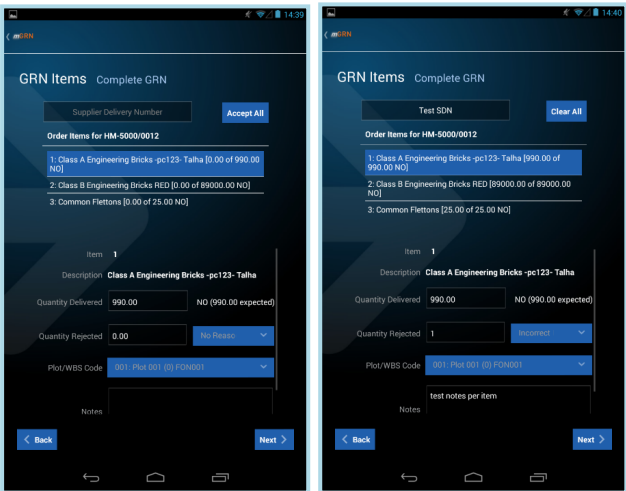 14:39
mGRN
GRN Items Complete GRN
Supplier Delivery Number
Accept All
Order Items for HM-5000/0012
1: Class A Engineering Bricks -pc123- Talha [0.00 of 990.00
NO]
2: Class B Engineering Bricks RED [0.00 of 89000.00 NO]
3: Common Flettons [0.00 of 25.00 NO]
Item 1
Description Class A Engineering Bricks -pc123- Talha
Quantity Delivered 990.00 NO (990.00 expected)
Quantity Rejected 0.00 No Reaso
Plot/WBS Code 001: Plot 001 (0) FON001
Notes
Back
Next
14:40
mGRN
GRN Items Complete GRN
Test SDN
Clear All
Order Items for HM-5000/0012
1: Class A Engineering Bricks -pc123- Talha [990.00 of
990.00 NO]
2: Class B Engineering Bricks RED [89000.00 of 89000.00
NO]
3: Common Flettons [25.00 of 25.00 NO]
Item 1
Description Class A Engineering Bricks -pc123- Talha
Quantity Delivered 990.00 NO (990.00 expected)
Quantity Rejected 1 Incorrect
Plot/WBS Code 001: Plot 001 (0) FON001
test notes per item
Notes
Back
Next